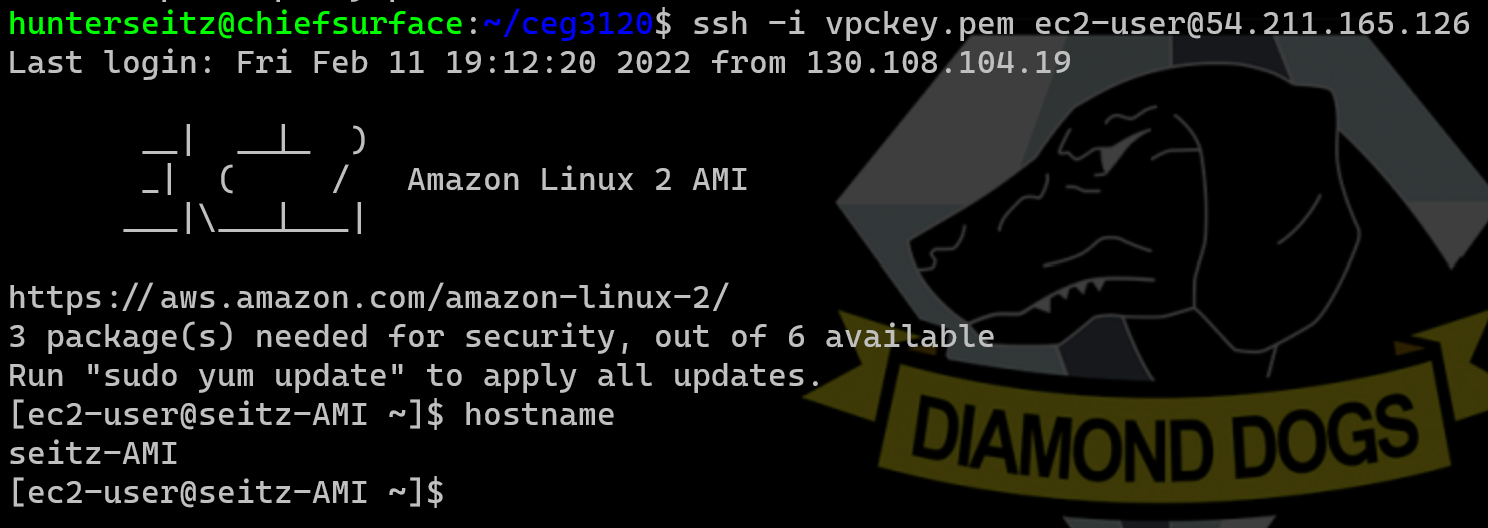 hunterseitz@chiefsurface:~/ceg3120$ ssh -i vpckey.pem ec2-user@54.211.165.126
Last login: Fri Feb 11 19:12:20 2022 from 130.108.104.19
       __|  __|_  )
       _|  (     /   Amazon Linux 2 AMI
      ___|\___|___|
https://aws.amazon.com/amazon-linux-2/
3 package(s) needed for security, out of 6 available
Run "sudo yum update" to apply all updates.
[ec2-user@seitz-AMI ~]$ hostname
seitz-AMI
[ec2-user@seitz-AMI ~]$
DIAMOND DOGS